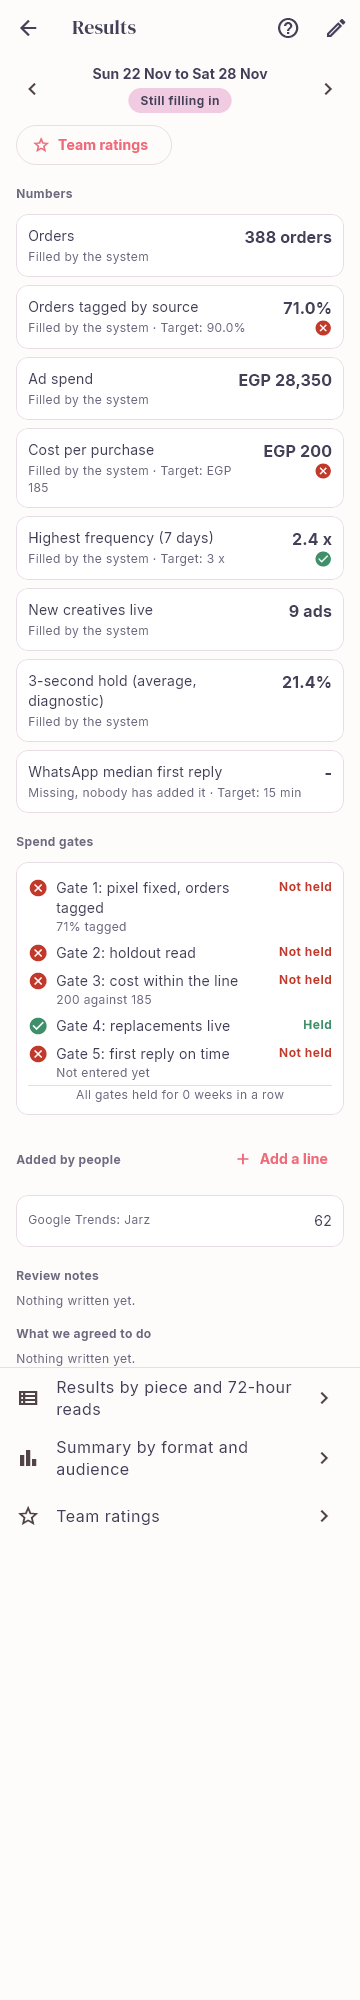 Results
Sun 22 Nov to Sat 28 Nov
Still filling in
Team ratings
Numbers
Orders
388 orders
Filled by the system
Orders tagged by source
71.0%
Filled by the system · Target: 90.0%
Ad spend
EGP 28,350
Filled by the system
Cost per purchase
EGP 200
Filled by the system · Target: EGP
185
Highest frequency (7 days)
2.4 x
Filled by the system · Target: 3 x
New creatives live
9 ads
Filled by the system
3-second hold (average,
diagnostic)
21.4%
Filled by the system
WhatsApp median first reply
-
Missing, nobody has added it · Target: 15 min
Spend gates
Gate 1: pixel fixed, orders
tagged
Not held
71% tagged
Gate 2: holdout read
Not held
Gate 3: cost within the line
Not held
200 against 185
Gate 4: replacements live
Held
Gate 5: first reply on time
Not held
Not entered yet
All gates held for 0 weeks in a row
Added by people
+ Add a line
Google Trends: Jarz
62
Review notes
Nothing written yet.
What we agreed to do
Nothing written yet.
Results by piece and 72-hour
reads
Summary by format and
audience
Team ratings